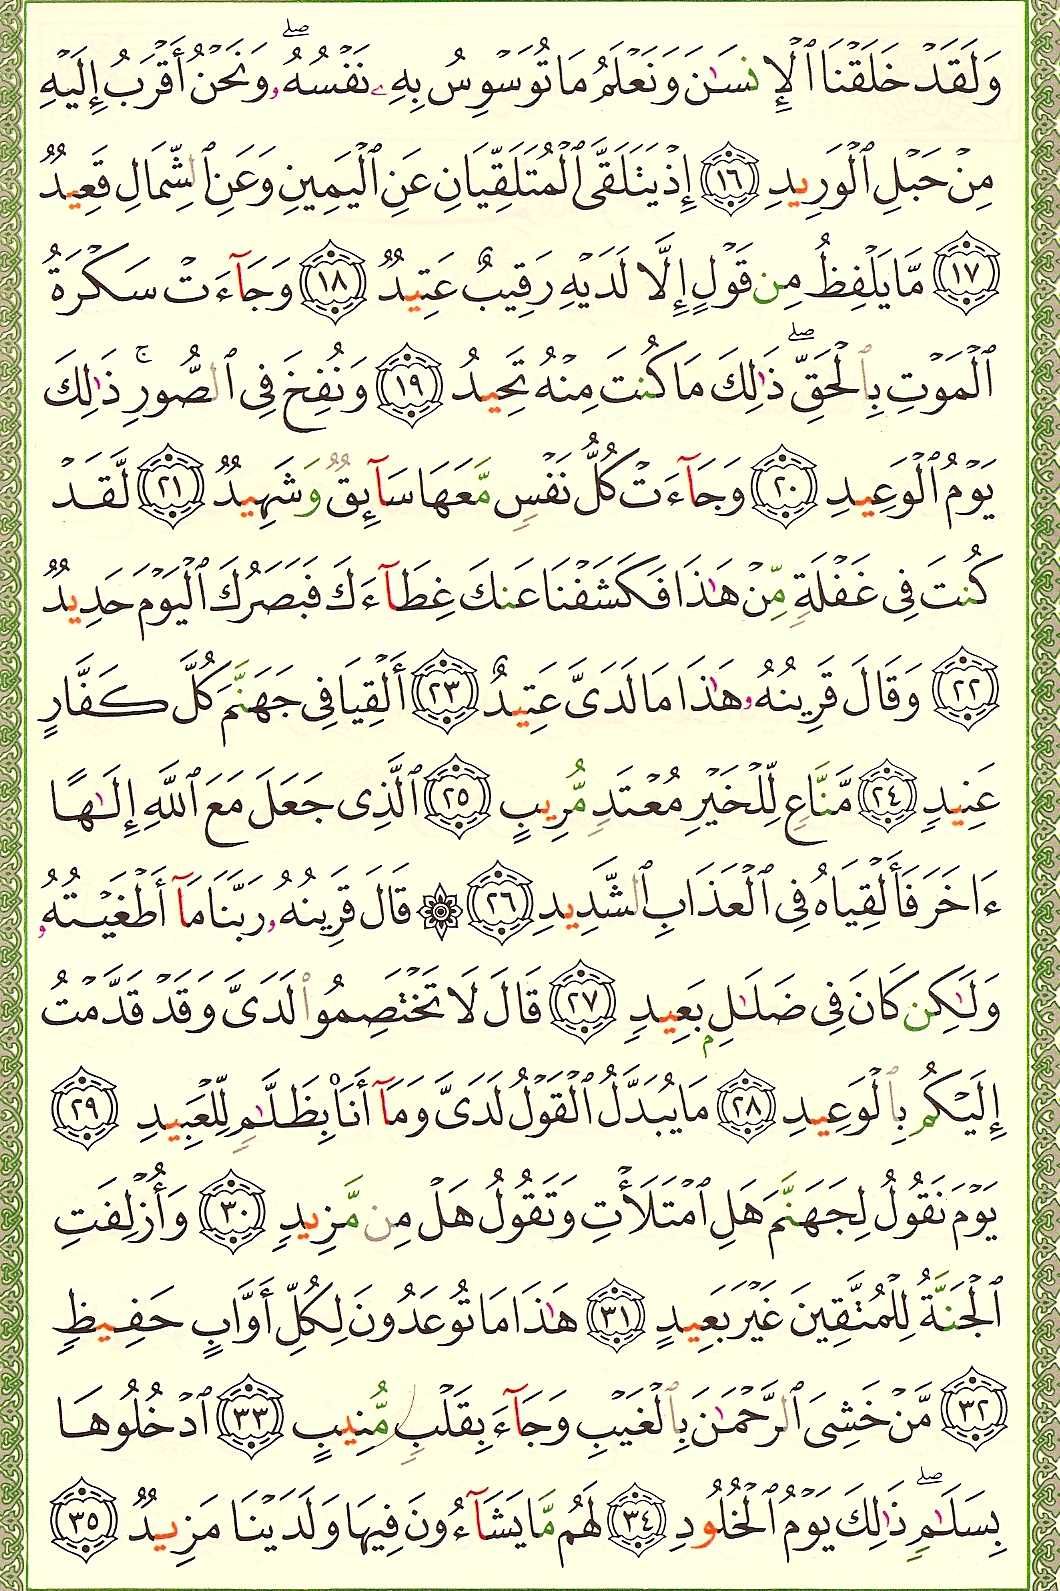 وَلَقَدْ خَلَقْنَا ٱلْإِنسَٰنَ وَنَعْلَمُ مَا تُوَسْوِسُ بِهِۦ نَفْسُهُۥ ۖ وَنَحْنُ أَقْرَبُ إِلَيْهِ
مِنْ حَبْلِ ٱلْوَرِيدِ ١٦ إِذْ يَتَلَقَّى ٱلْمُتَلَقِّيَانِ عَنِ ٱلْيَمِينِ وَعَنِ ٱلشِّمَالِ قَعِيدٌ
١٧ مَّا يَلْفِظُ مِن قَوْلٍ إِلَّا لَدَيْهِ رَقِيبٌ عَتِيدٌ ١٨ وَجَآءَتْ سَكْرَةُ
ٱلْمَوْتِ بِٱلْحَقِّ ۖ ذَٰلِكَ مَا كُنتَ مِنْهُ تَحِيدُ ١٩ وَنُفِخَ فِى ٱلصُّورِ ۚ ذَٰلِكَ
يَوْمُ ٱلْوَعِيدِ ٢٠ وَجَآءَتْ كُلُّ نَفْسٍ مَّعَهَا سَآئِقٌ وَشَهِيدٌ ٢١ لَّقَدْ
كُنتَ فِى غَفْلَةٍ مِّنْ هَٰذَا فَكَشَفْنَا عَنكَ غِطَآءَكَ فَبَصَرُكَ ٱلْيَوْمَ حَدِيدٌ
٢٢ وَقَالَ قَرِينُهُۥ هَٰذَا مَا لَدَىَّ عَتِيدٌ ٢٣ أَلْقِيَا فِى جَهَنَّمَ كُلَّ كَفَّارٍ
عَنِيدٍ ٢٤ مَّنَّاعٍ لِّلْخَيْرِ مُعْتَدٍ مُّرِيبٍ ٢٥ ٱلَّذِى جَعَلَ مَعَ ٱللَّهِ إِلَٰهًا
ءَاخَرَ فَأَلْقِيَاهُ فِى ٱلْعَذَابِ ٱلشَّدِيدِ ٢٦ ۞ قَالَ قَرِينُهُۥ رَبَّنَا مَآ أَطْغَيْتُهُۥ
وَلَٰكِن كَانَ فِى ضَلَٰلٍۭ بَعِيدٍ ٢٧ قَالَ لَا تَخْتَصِمُوا۟ لَدَىَّ وَقَدْ قَدَّمْتُ
إِلَيْكُم بِٱلْوَعِيدِ ٢٨ مَا يُبَدَّلُ ٱلْقَوْلُ لَدَىَّ وَمَآ أَنَا۠ بِظَلَّٰمٍ لِّلْعَبِيدِ ٢٩
يَوْمَ نَقُولُ لِجَهَنَّمَ هَلِ ٱمْتَلَأْتِ وَتَقُولُ هَلْ مِن مَّزِيدٍ ٣٠ وَأُزْلِفَتِ
ٱلْجَنَّةُ لِلْمُتَّقِينَ غَيْرَ بَعِيدٍ ٣١ هَٰذَا مَا تُوعَدُونَ لِكُلِّ أَوَّابٍ حَفِيظٍ
٣٢ مَّنْ خَشِىَ ٱلرَّحْمَٰنَ بِٱلْغَيْبِ وَجَآءَ بِقَلْبٍ مُّنِيبٍ ٣٣ ٱدْخُلُوهَا
بِسَلَٰمٍ ۖ ذَٰلِكَ يَوْمُ ٱلْخُلُودِ ٣٤ لَهُم مَّا يَشَآءُونَ فِيهَا وَلَدَيْنَا مَزِيدٌ ٣٥